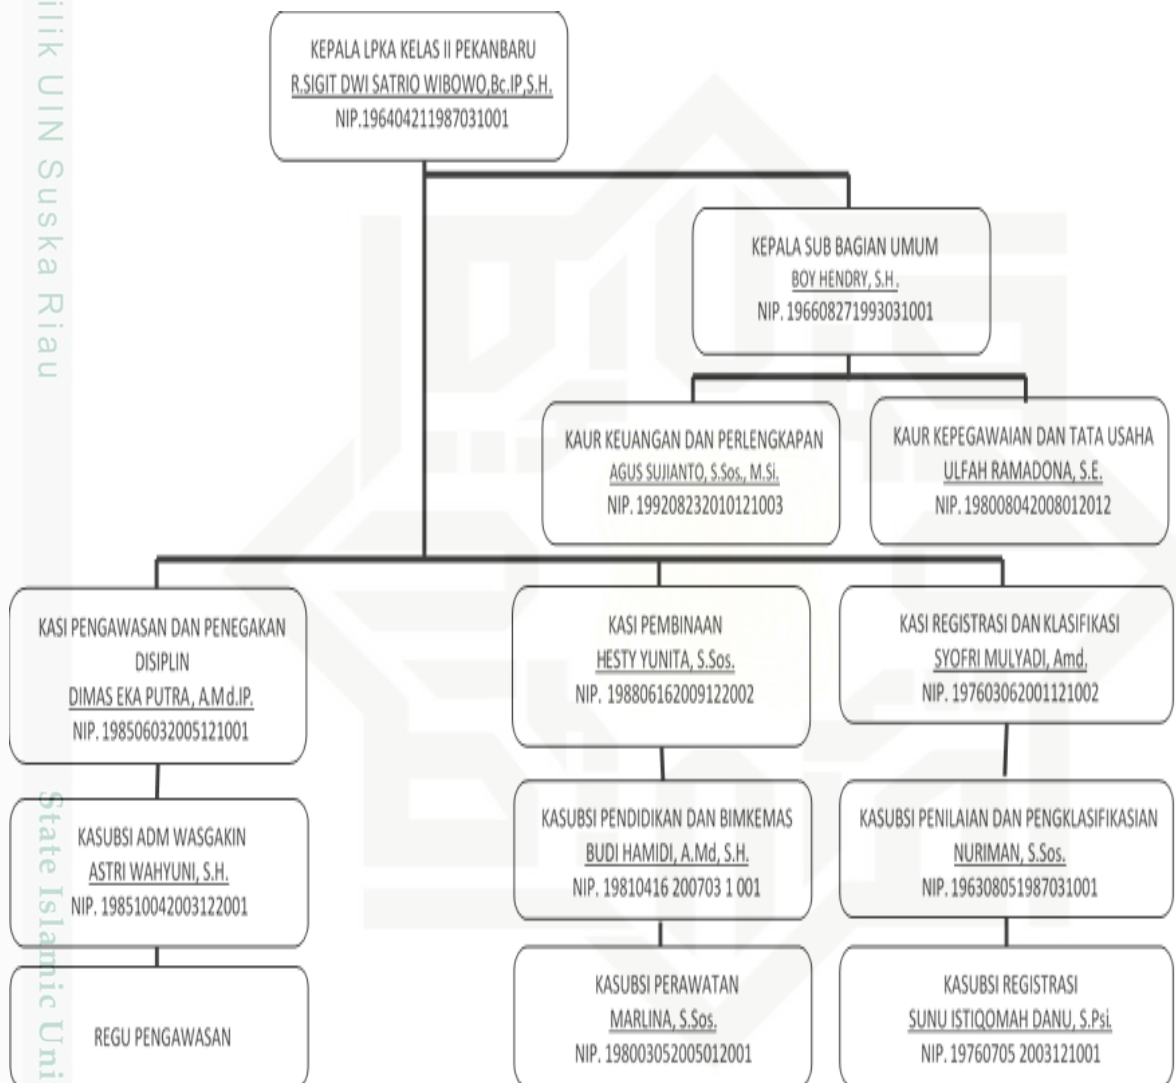 ilik UIN Suska Riau
KEPALA LPKA KELAS II PEKANBARU
R.SIGIT DWI SATRIO WIBOWO,Bc.IP,S.H.
NIP.196404211987031001
KEPALA SUB BAGIAN UMUM
BOY HENDRY, S.H.
NIP. 196608271993031001
KAUR KEUANGAN DAN PERLENGKAPAN
AGUS SUJIANTO, S.Sos., M.Si.
NIP. 199208232010121003
KAUR KEPEGAWAIAN DAN TATA USAHA
ULFAH RAMADONA, S.E.
NIP. 198008042008012012
KASI PENGAWASAN DAN PENEGAKAN
DISIPLIN
DIMAS EKA PUTRA, A.Md.IP.
NIP. 198506032005121001
KASI PEMBINAAN
HESTY YUNITA, S.Sos.
NIP. 198806162009122002
KASI REGISTRASI DAN KLASIFIKASI
SYOFRI MULYADI, Amd.
NIP. 197603062001121002
State Islamic Uni
KASUBSI ADM WASGAKIN
ASTRI WAHYUNI, S.H.
NIP. 198510042003122001
KASUBSI PENDIDIKAN DAN BIMKEMAS
BUDI HAMIDI, A.Md, S.H.
NIP. 19810416 200703 1 001
KASUBSI PENILAIAN DAN PENGKLASIFIKASIAN
NURIMAN, S.Sos.
NIP. 196308051987031001
REGU PENGAWASAN
KASUBSI PERAWATAN
MARLINA, S.Sos.
NIP. 198003052005012001
KASUBSI REGISTRASI
SUNU ISTIQOMAH DANU, S.Psi.
NIP. 19760705 2003121001